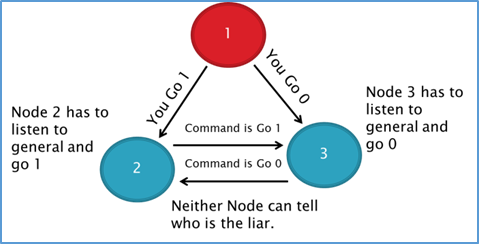 1
You Go 1
You Go 0
Node 2 has to
listen to
general and
go 1
Node 3 has to
listen to
general and
go 0
Command is Go 1
2
3
Command is Go 0
Neither Node can tell
who is the liar.